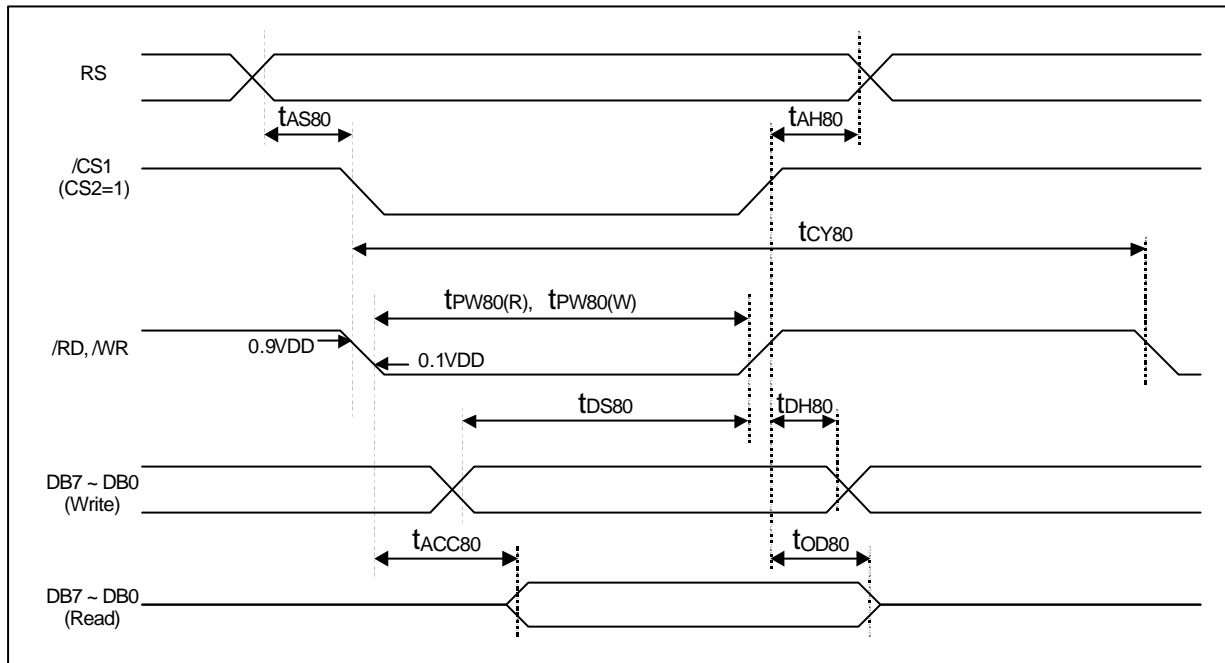 RS
tAS80
tAH80
/CS1
(CS2=1)
tCY80
tPW80(R), tPW80(W)
/RD, /WR
0.9VDD
0.1VDD
tDS80
tDH80
DB7 ~ DB0
(Write)
tACC80
tOD80
DB7 ~ DB0
(Read)